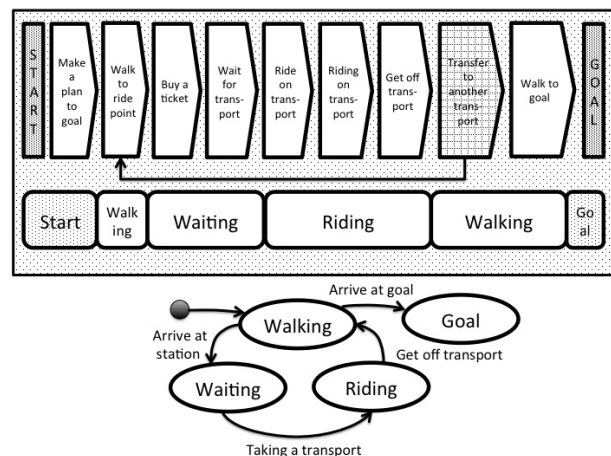 START
Make
a
plan to
goal
Walk
to
ride
point
Buy a
ticket
Wait
for
trans-
port
Ride
on
trans-
port
Riding
on
trans-
port
Get off
trans-
port
Transfer
to
another
trans-
port
Walk to
goal
GOAL
Start
Walk
ing
Waiting
Riding
Walking
Go
al
Arrive at goal
Walking
Goal
Arrive at
station
Get off transport
Waiting
Riding
Taking a transport